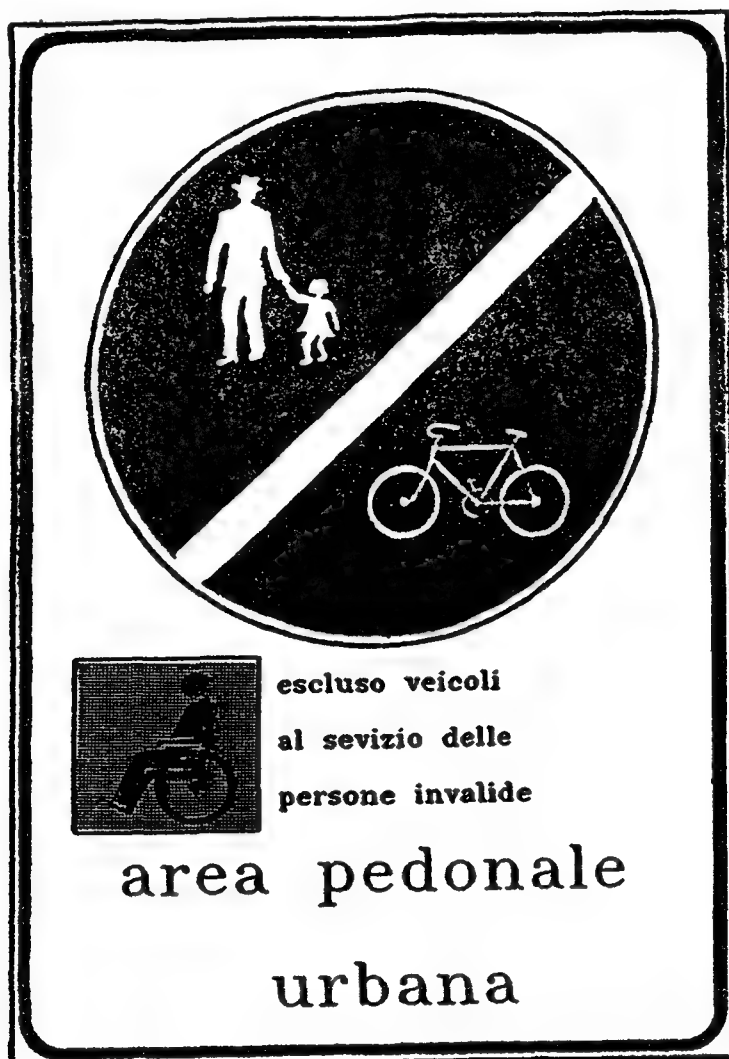 escluso veicoli
al sevizio delle
persone invalide
area pedonale
urbana